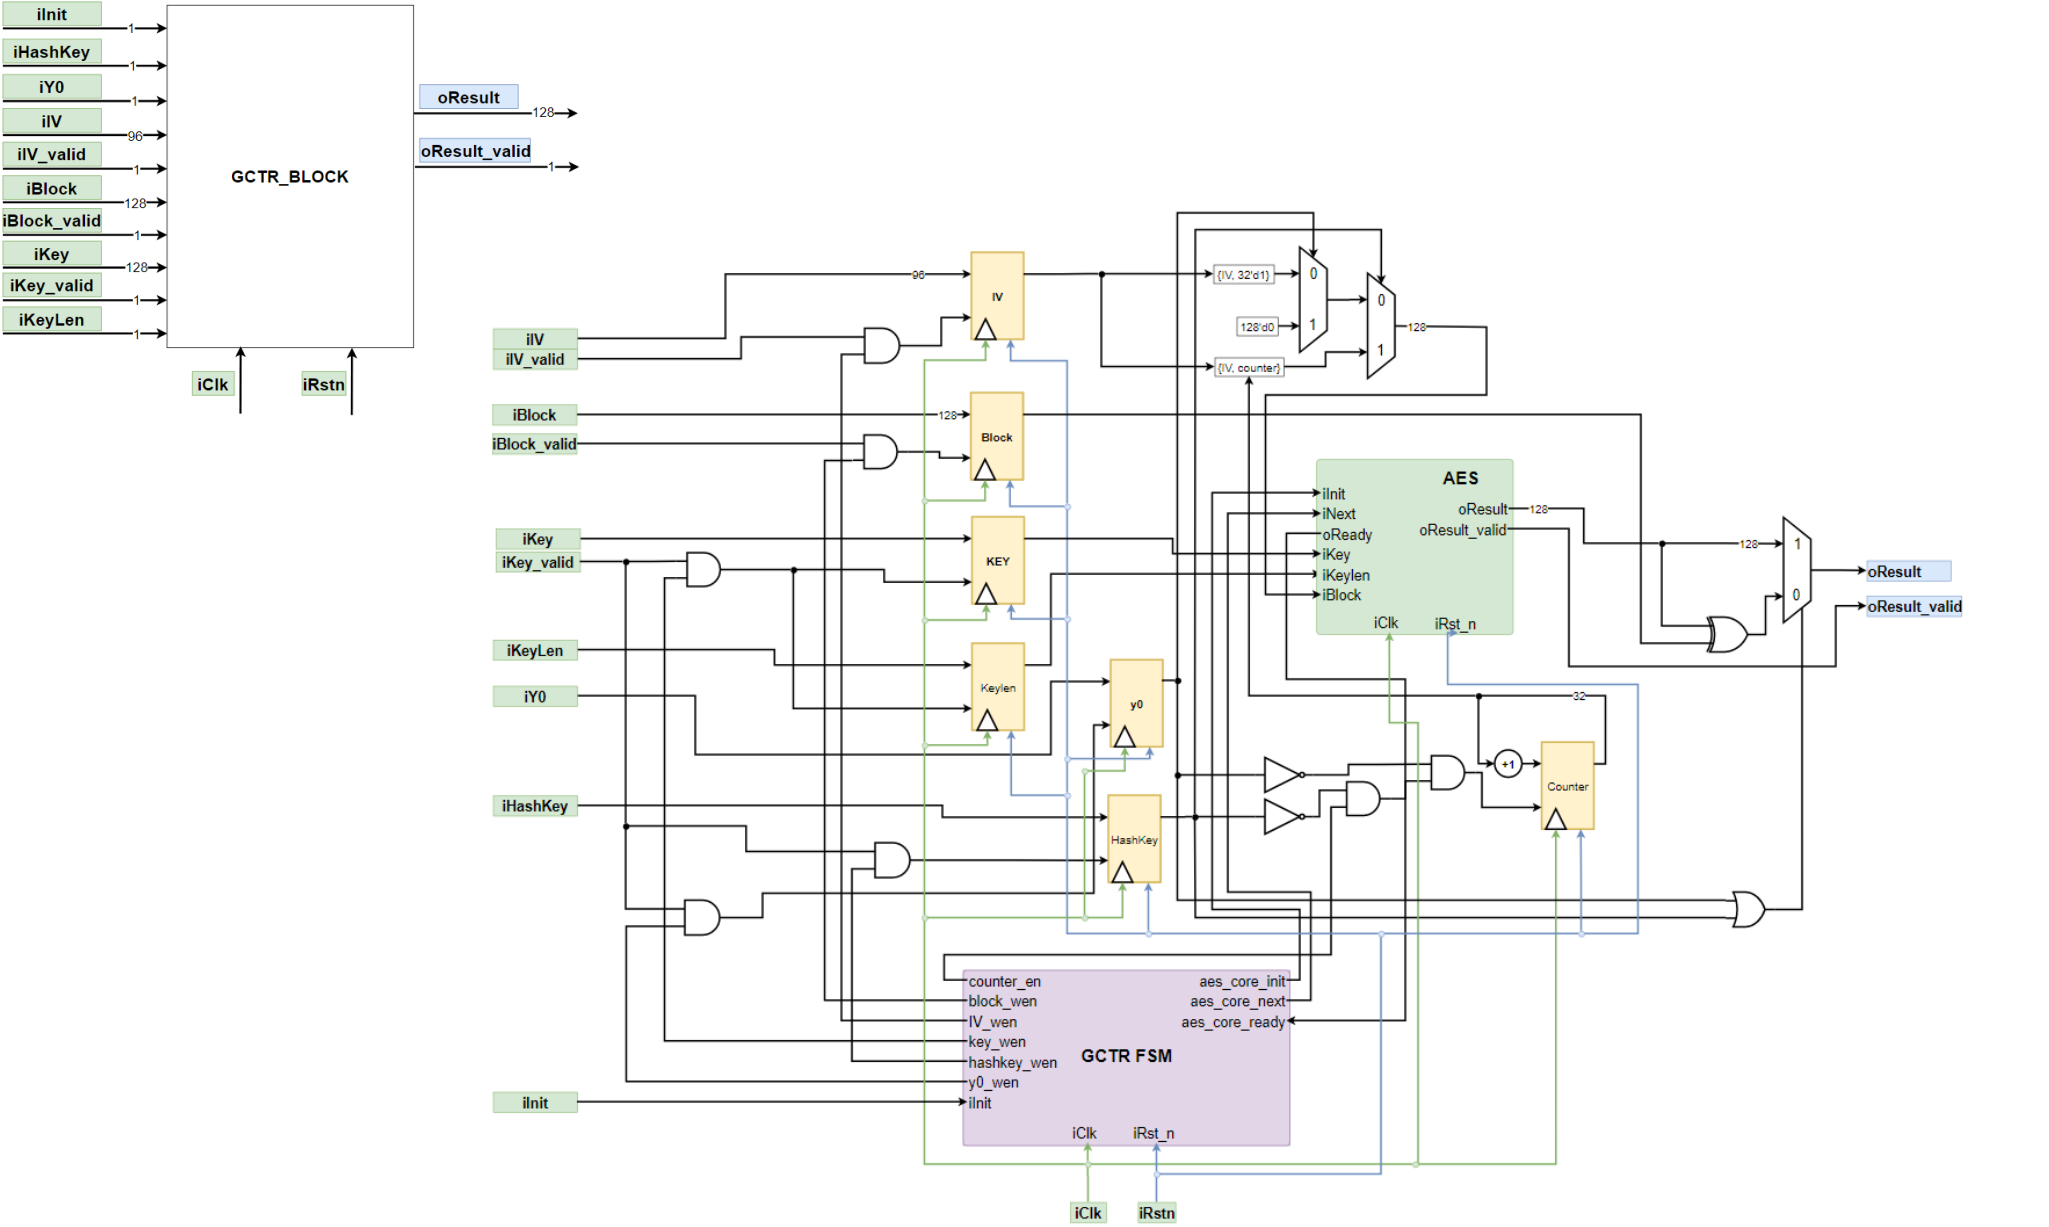 iInit
1
iHashKey
1
iY0
1
iIV
96
iIV_valid
1
iBlock
128
iBlock_valid
1
iKey
128
iKey_valid
1
iKeyLen
1
GCTR_BLOCK
oResult
128
oResult_valid
1
iClk
iRstn
iIV
iIV_valid
96
IV
{IV, 32'd1}
128'd0
{IV, counter}
0
1
0
1
128
iBlock
iBlock_valid
128
Block
iKey
iKey_valid
KEY
iKeyLen
Keylen
iY0
y0
iHashKey
HashKey
AES
iInit
iNext
oReady
iKey
iKeylen
iBlock
oResult
oResult_valid
iClk
iRst_n
128
128
1
0
oResult
oResult_valid
32
+1
Counter
counter_en
block_wen
IV_wen
key_wen
hashkey_wen
y0_wen
iInit
aes_core_init
aes_core_next
aes_core_ready
GCTR FSM
iClk
iRst_n
iInit
iClk
iRstn